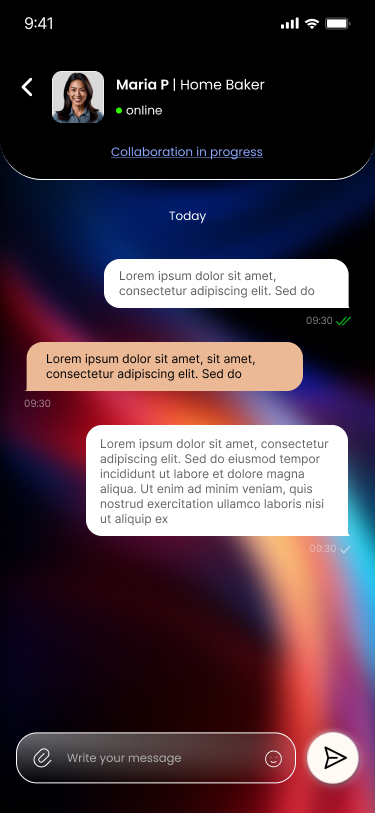 9:41
Maria P | Home Baker
online
Collaboration in progress
Today
Lorem ipsum dolor sit amet,
consectetur adipiscing elit. Sed do
09:30
Lorem ipsum dolor sit amet, sit amet,
consectetur adipiscing elit. Sed do
09:30
Lorem ipsum dolor sit amet, consectetur
adipiscing elit. Sed do eiusmod tempor
incididunt ut labore et dolore magna
aliqua. Ut enim ad minim veniam, quis
nostrud exercitation ullamco laboris nisi
ut aliquip ex
09:30
Write your message